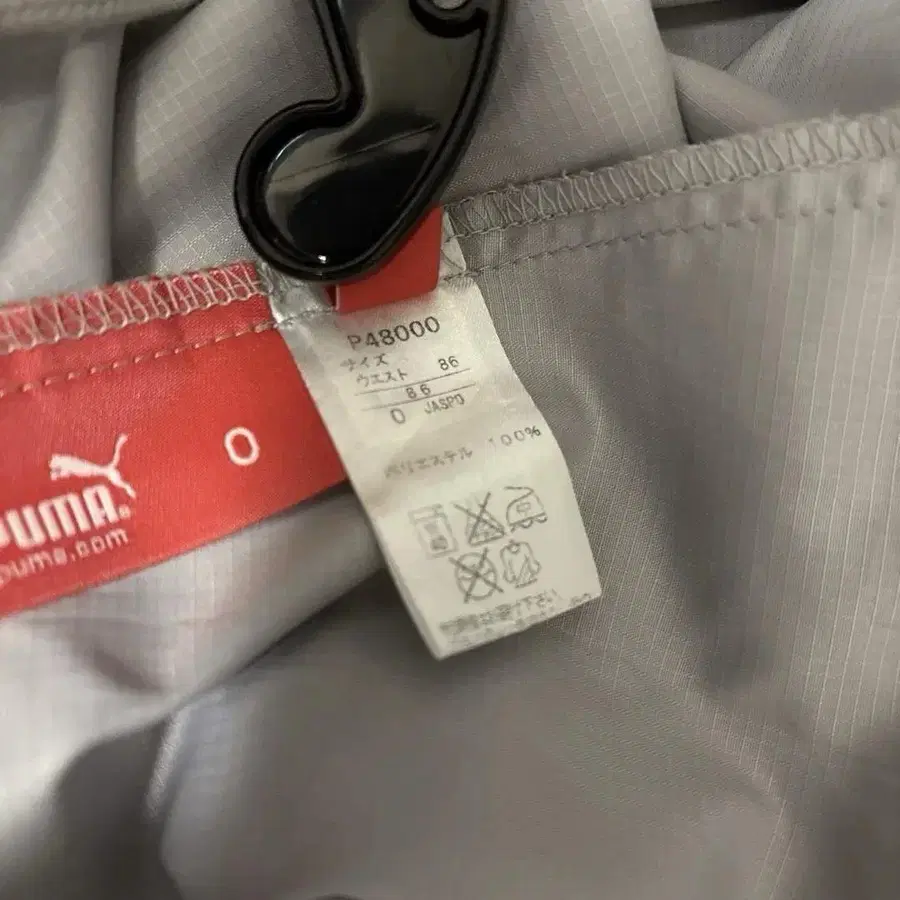 P48000
サイズ
ウエスト 86
86
O JASPO
ポリエステル 100%
O
PUMA®
puma.com